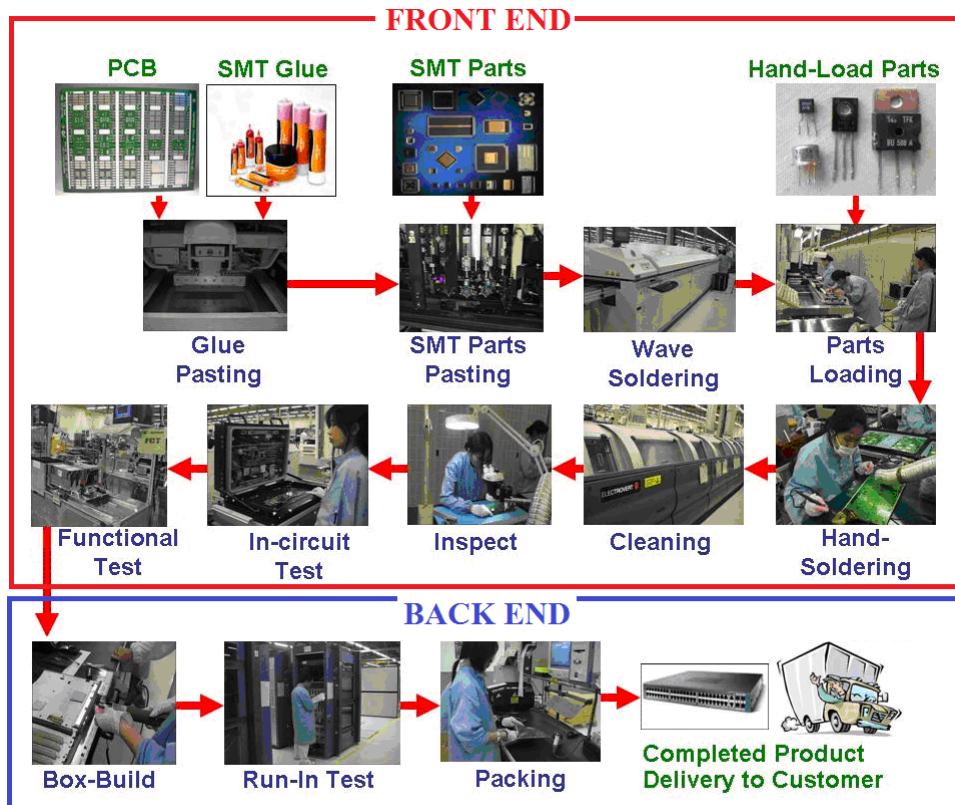 FRONT END
PCB
SMT Glue
SMT Parts
Hand-Load Parts
Glue
Pasting
SMT Parts
Pasting
Wave
Soldering
Parts
Loading
Functional
Test
In-circuit
Test
Inspect
Cleaning
ELECTROVERT
Hand-
Soldering
BACK END
Box-Build
Run-In Test
Packing
Completed Product
Delivery to Customer